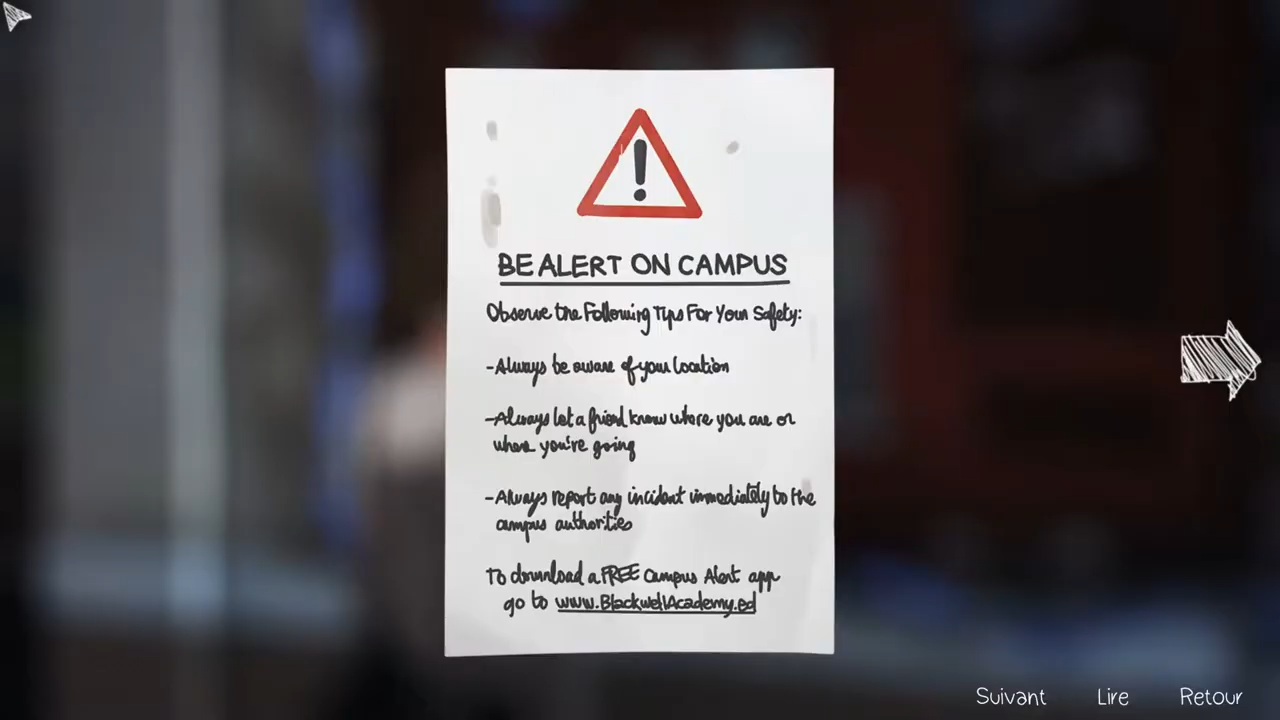 !
BE ALERT ON CAMPUS
Observe the Following Tips For Your Safety:
-Always be aware of your location
-Always let a friend know where you are or
where you're going
-Always report any incident immediately to the
campus authorities
To download a FREE Campus Alert app
go to www.BlackwellAcademy.ed
Suivant Lire Retour